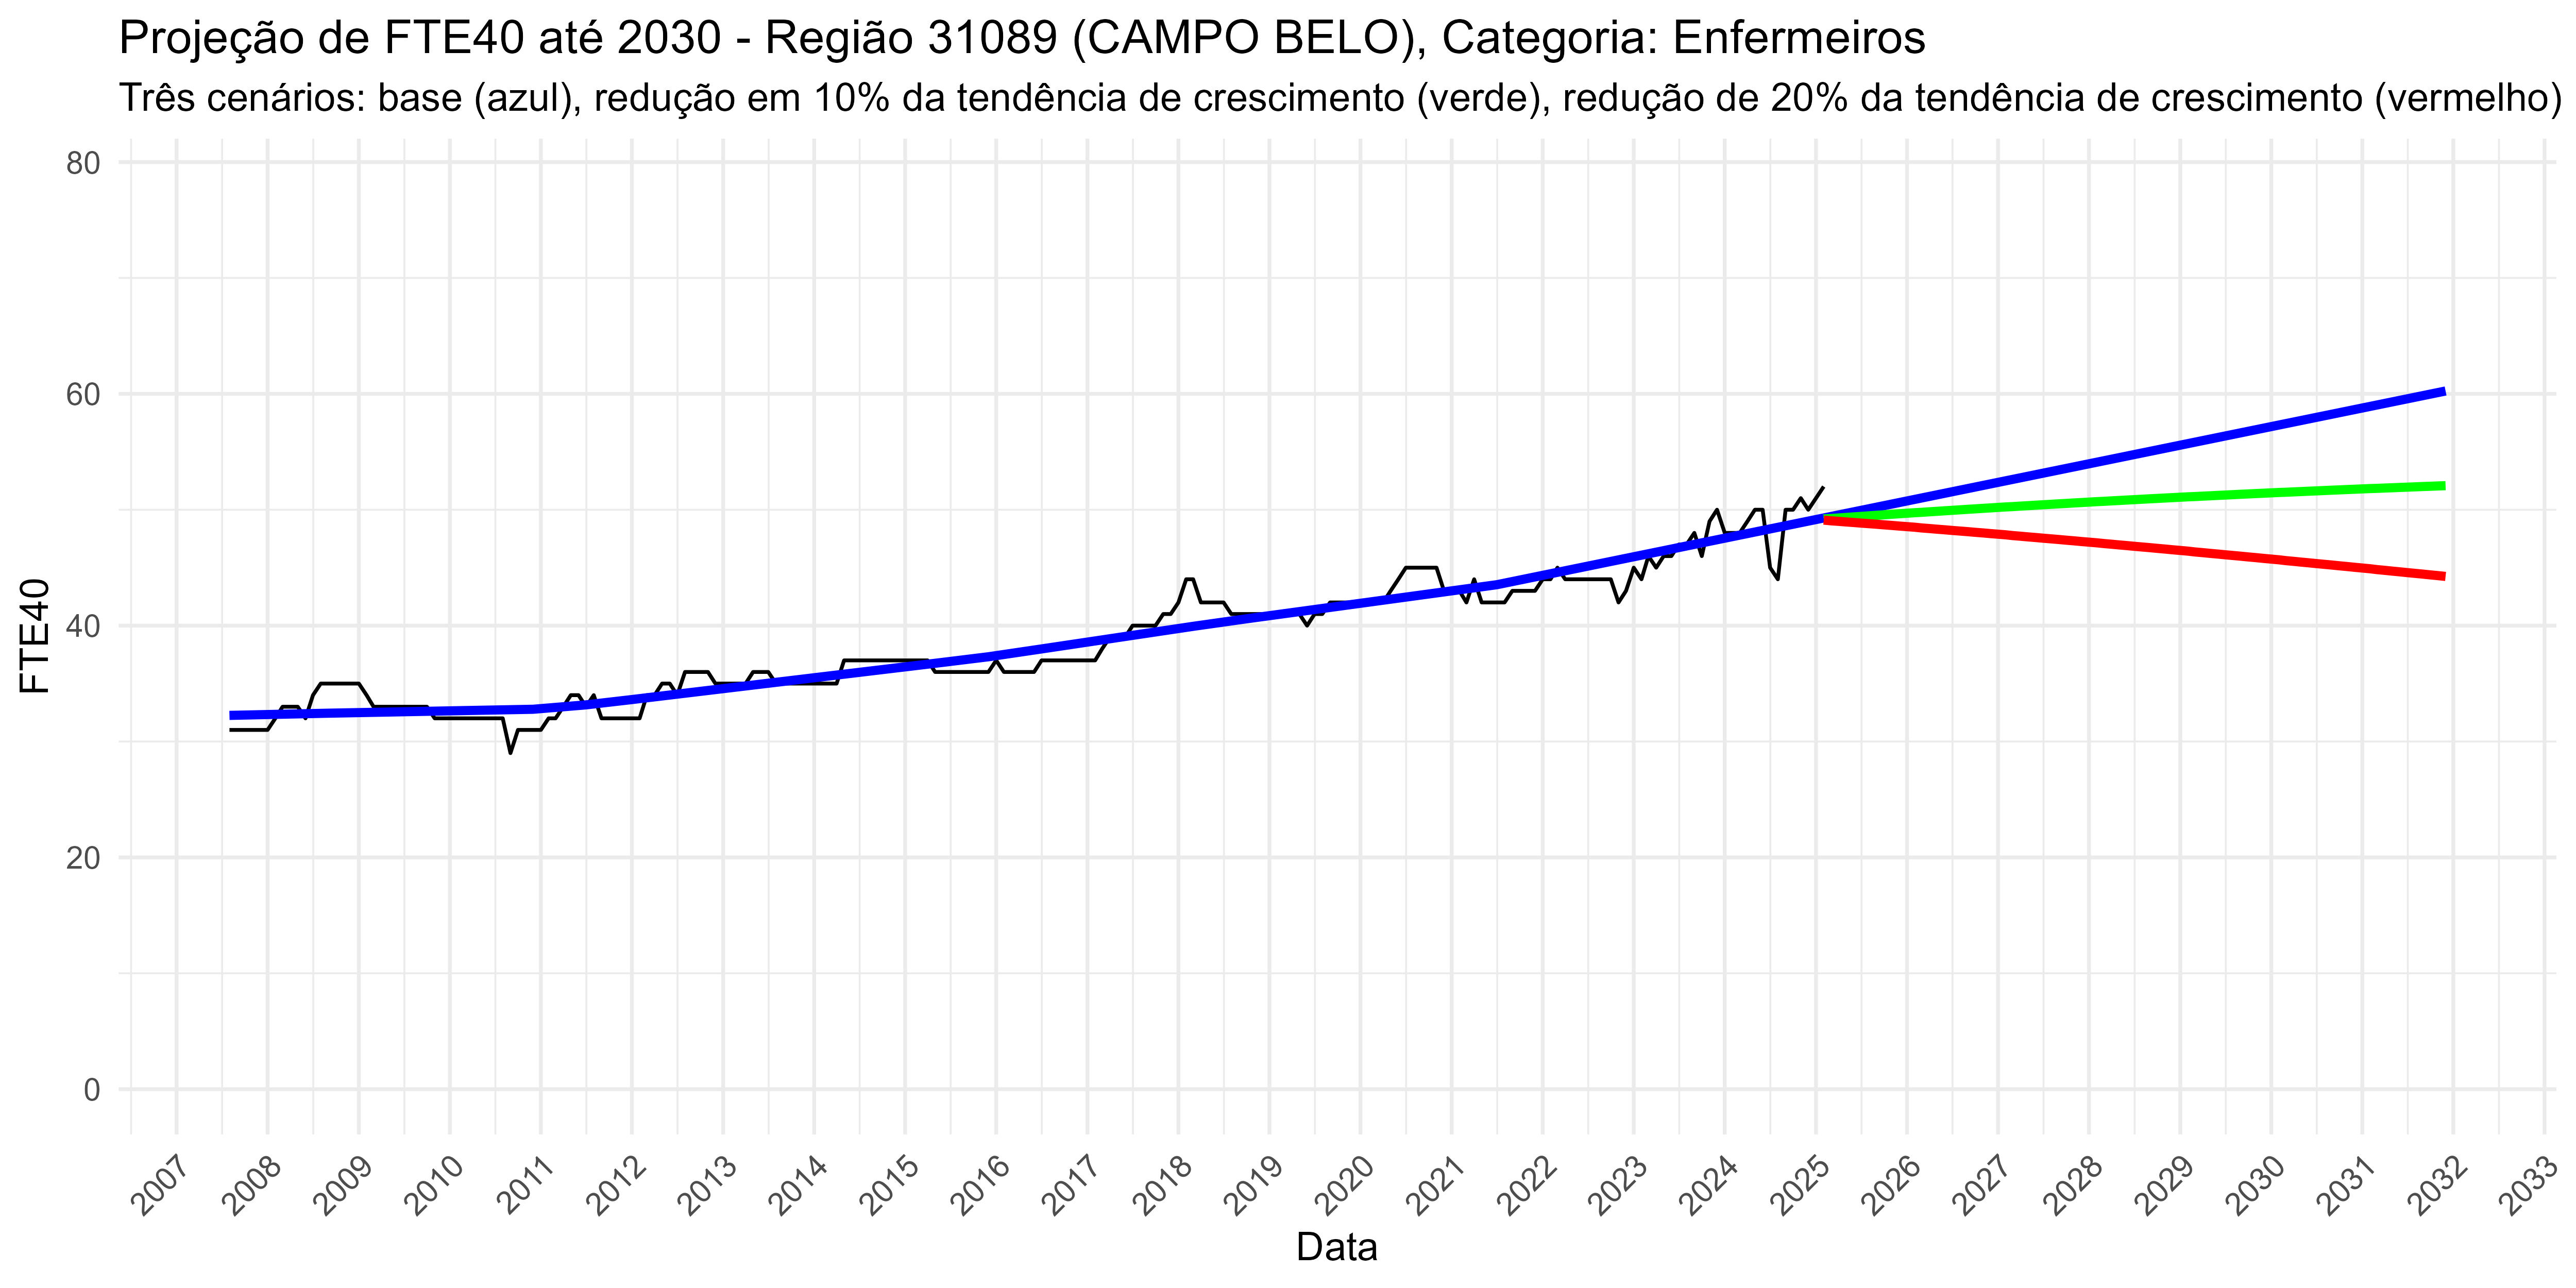 Projeção de FTE40 até 2030 - Região 31089 (CAMPO BELO), Categoria: Enfermeiros
Três cenários: base (azul), redução em 10% da tendência de crescimento (verde), redução de 20% da tendência de crescimento (vermelho)
FTE40
80
60
40
20
0
2007 2008 2009 2010 2011 2012 2013 2014 2015 2016 2017 2018 2019 2020 2021 2022 2023 2024 2025 2026 2027 2028 2029 2030 2031 2032 2033
Data